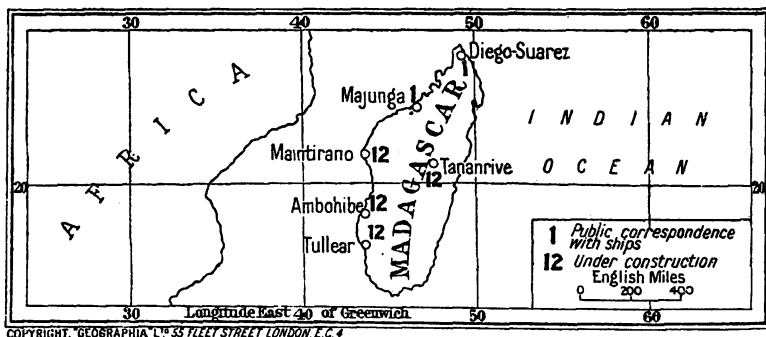 30 40 50 60
Diego-Suarez
1
Majunga 1
AFRICA
MADAGASCAR
INDIAN
OCEAN
Maintirano 12
Tananrive
12
20 20
Ambohibe 12
12
Tullear
1 Public correspondence
with ships
12 Under construction
English Miles
0 200 400
Longitude East of Greenwich
30 40 50 60
COPYRIGHT, "GEOGRAPHIA" LTD 55 FLEET STREET LONDON, E.C.4